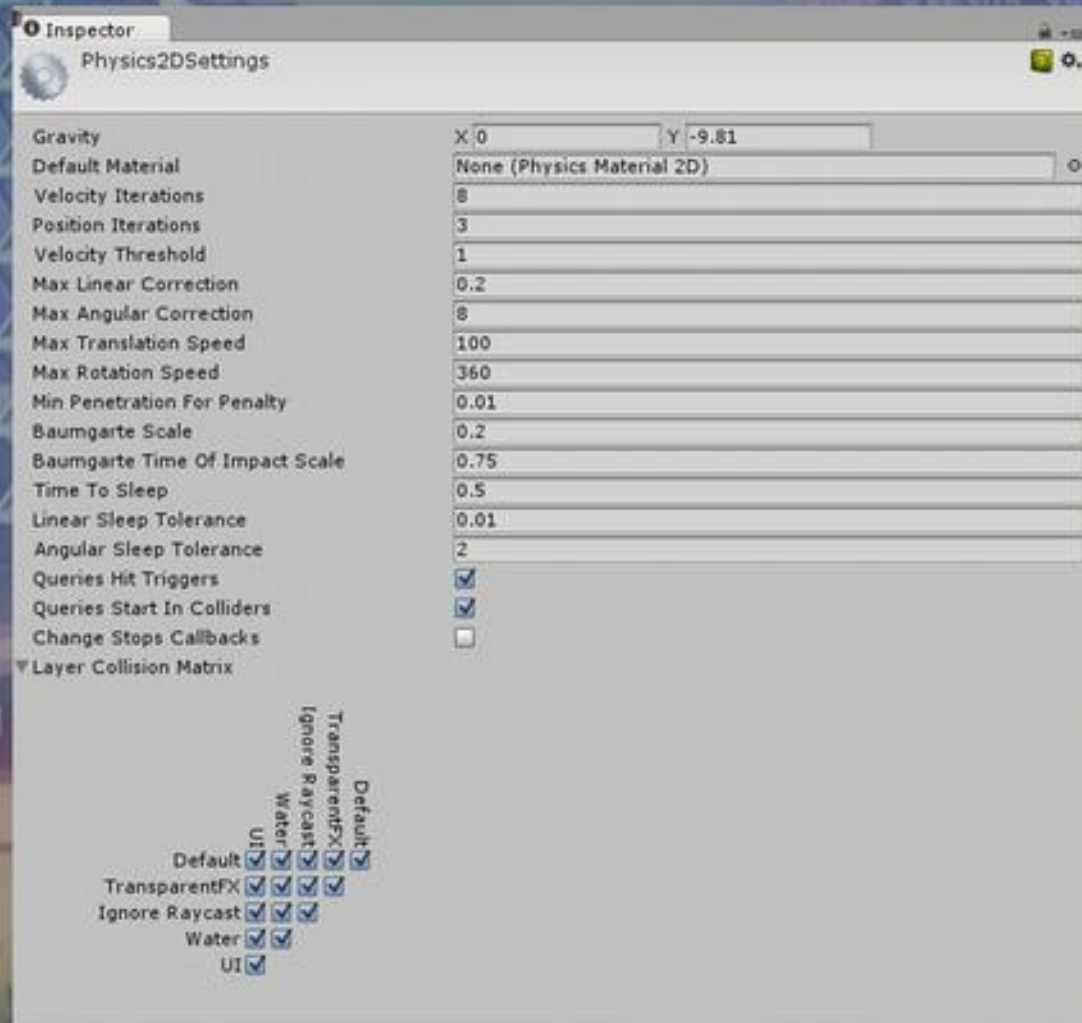 Inspector
Physics2DSettings
Gravity X 0 Y -9.81
Default Material None (Physics Material 2D)
Velocity Iterations 8
Position Iterations 3
Velocity Threshold 1
Max Linear Correction 0.2
Max Angular Correction 8
Max Translation Speed 100
Max Rotation Speed 360
Min Penetration For Penalty 0.01
Baumgarte Scale 0.2
Baumgarte Time Of Impact Scale 0.75
Time To Sleep 0.5
Linear Sleep Tolerance 0.01
Angular Sleep Tolerance 2
Queries Hit Triggers
Queries Start In Colliders
Change Stops Callbacks
Layer Collision Matrix
UI
Water
Ignore Raycast
TransparentFX
Default
Default
TransparentFX
Ignore Raycast
Water
UI